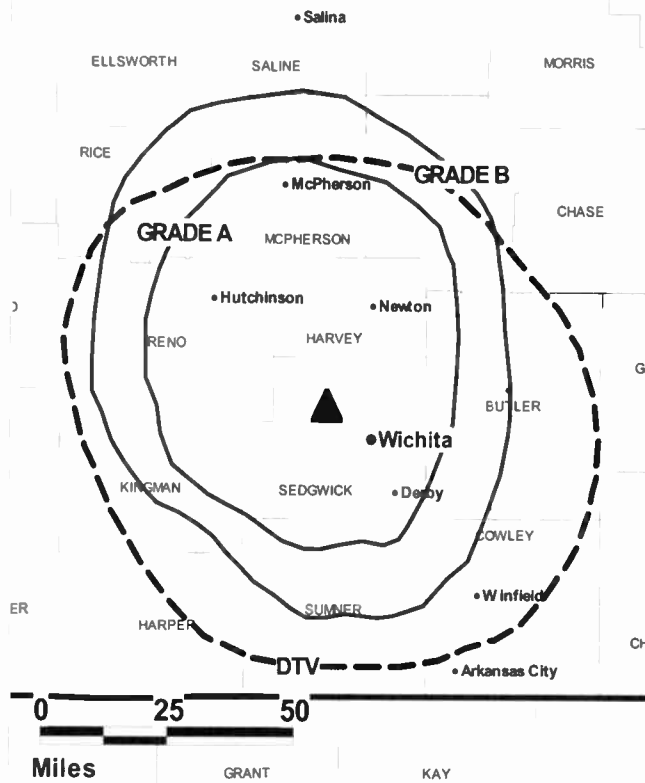 Salina
ELLSWORTH
SALINE
MORRIS
RICE
McPherson
GRADE B
CHASE
GRADE A
MCPHERSON
Hutchinson
Newton
RENO
HARVEY
G
BUTLER
Wichita
KINGMAN
SEDGWICK
Derby
COWLEY
Winfield
ER
SUMNER
HARPER
CH
DTV
Arkansas City
0 25 50
Miles
GRANT
KAY